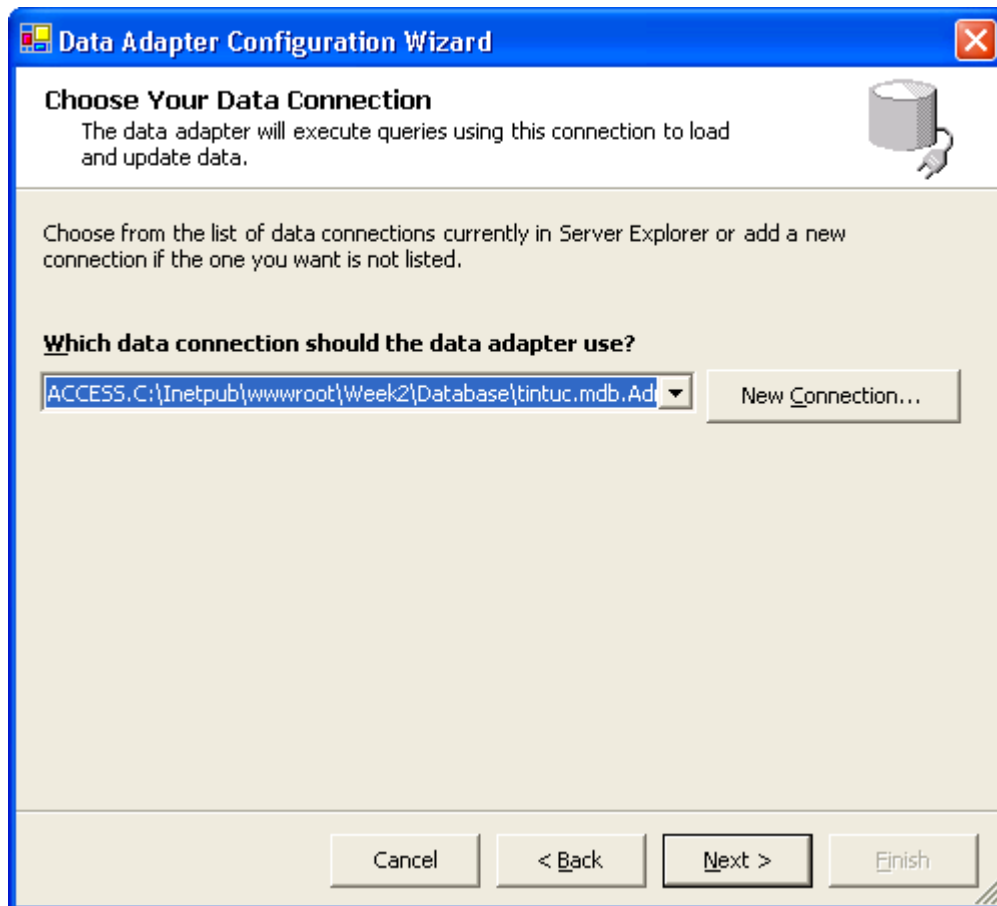 Data Adapter Configuration Wizard
Choose Your Data Connection
The data adapter will execute queries using this connection to load
and update data.
Choose from the list of data connections currently in Server Explorer or add a new
connection if the one you want is not listed.
Which data connection should the data adapter use?
ACCESS.C:\Inetpub\wwwroot\Week2\Database\tintuc.mdb.Ad
New Connection...
Cancel
< Back
Next >
Finish